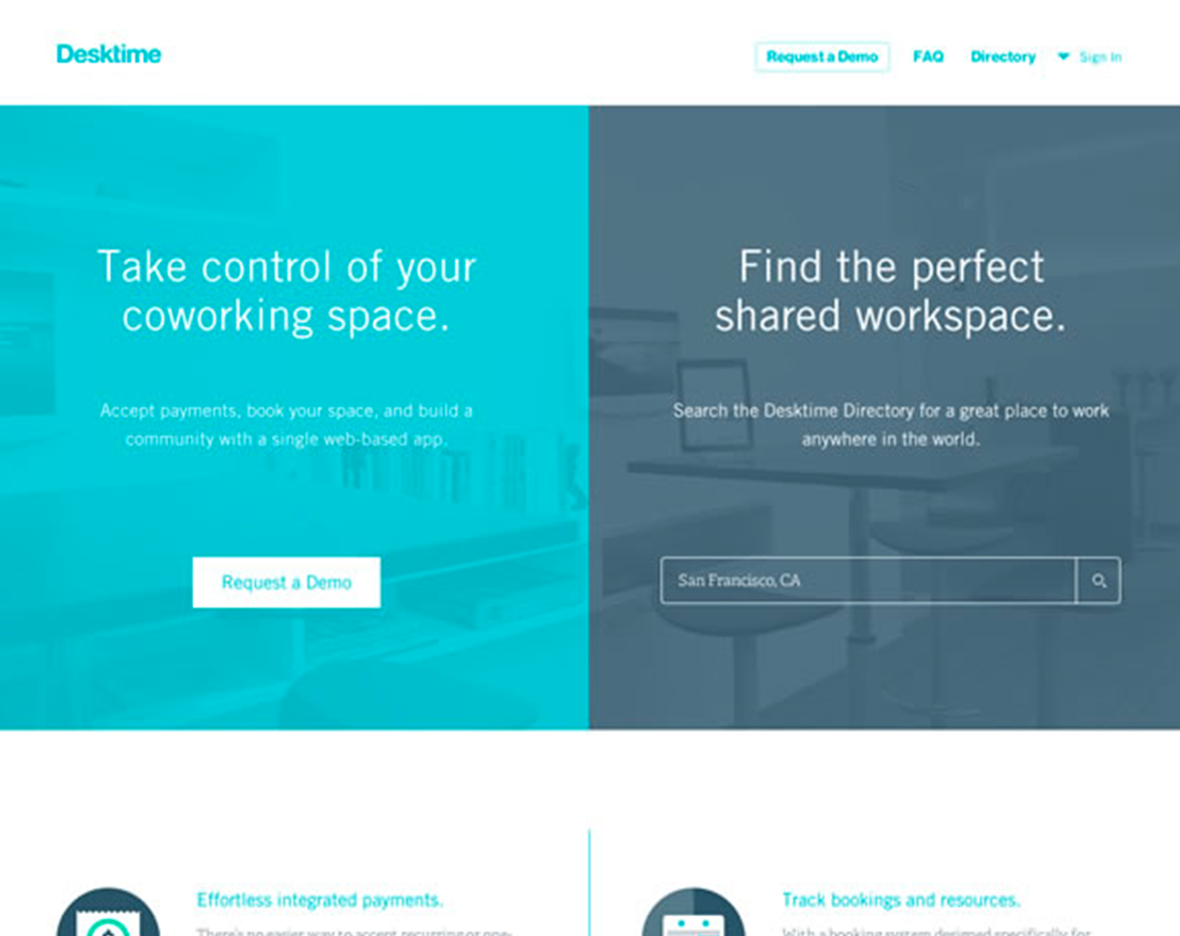 Desktime
Request a Demo
FAQ
Directory
Sign In
Take control of your
coworking space.
Accept payments, book your space, and build a
community with a single web-based app.
Request a Demo
Find the perfect
shared workspace.
Search the Desktime Directory for a great place to work
anywhere in the world.
San Francisco, CA
Effortless integrated payments.
There's no easier way to accept recurring or one-
Track bookings and resources.
With a booking system designed specifically for